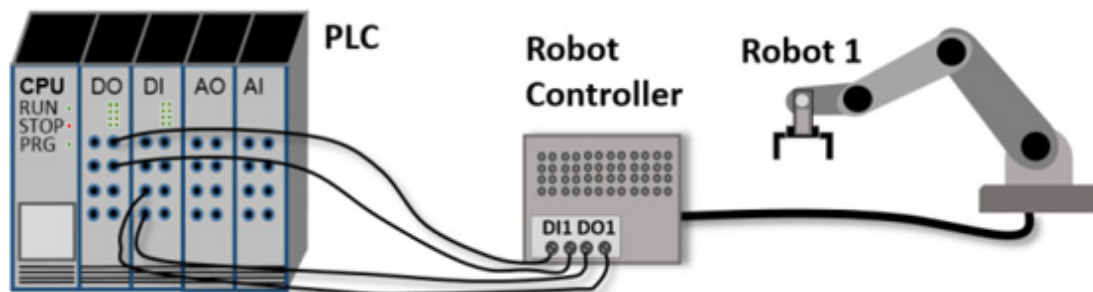 PLC
CPU DO DI AO AI
RUN
STOP
PRG
Robot
Controller
DI1 DO1
Robot 1